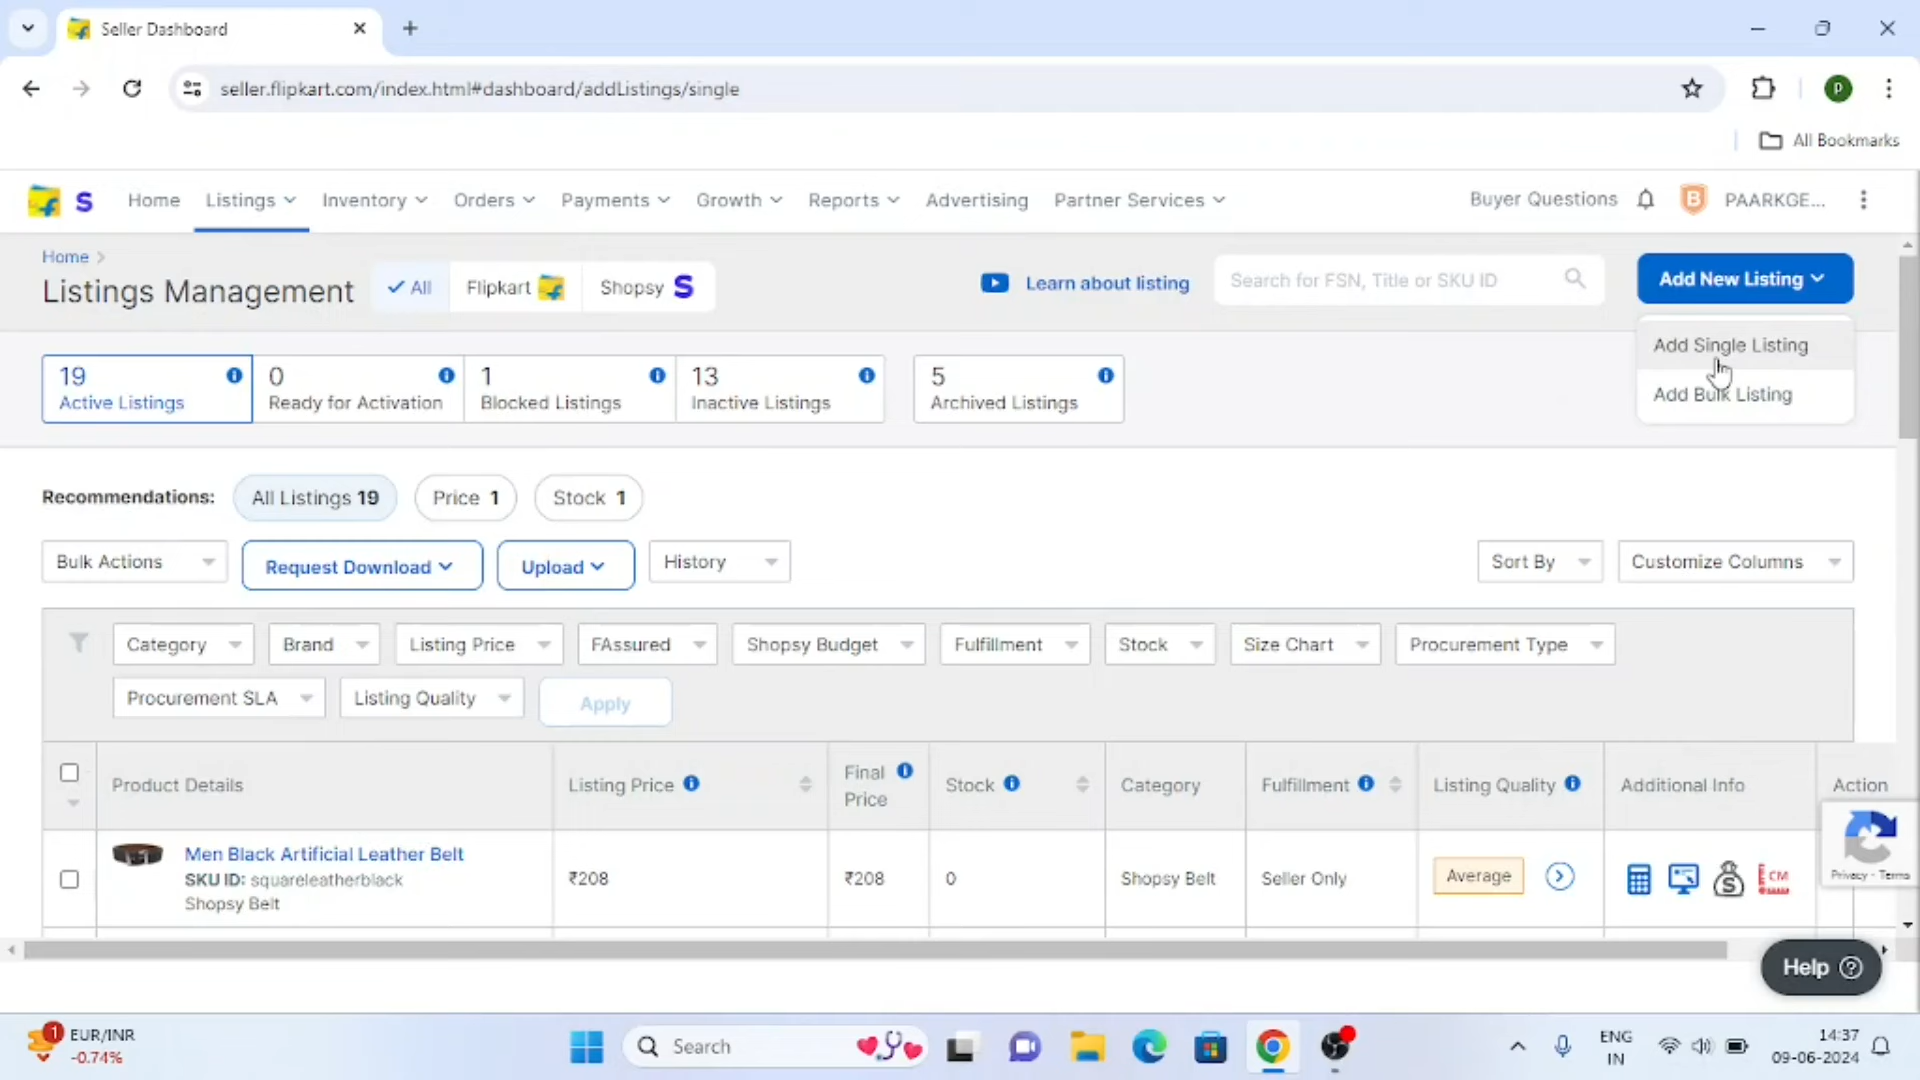 Seller Dashboard
seller.flipkart.com/index.html#dashboard/addListings/single
P
All Bookmarks
S Home Listings Inventory Orders Payments Growth Reports Advertising Partner Services Buyer Questions B PAARKGE...
Home
Listings Management All Flipkart Shopsy S Learn about listing Search for FSN, Title or SKU ID Add New Listing
Add Single Listing
Add Bulk Listing
19 0 1 13 5
Active Listings Ready for Activation Blocked Listings Inactive Listings Archived Listings
Recommendations: All Listings 19 Price 1 Stock 1
Bulk Actions Request Download Upload History Sort By Customize Columns
Category Brand Listing Price FAssured Shopsy Budget Fulfillment Stock Size Chart Procurement Type
Procurement SLA Listing Quality Apply
Product Details Listing Price Final Price Stock Category Fulfillment Listing Quality Additional Info Action
Men Black Artificial Leather Belt
SKU ID: squareleatherblack
Shopsy Belt
₹208 ₹208 0 Shopsy Belt Seller Only Average CM
Privacy - Terms
Help
1 EUR/INR
-0.74%
Search
ENG
IN
14:37
09-06-2024